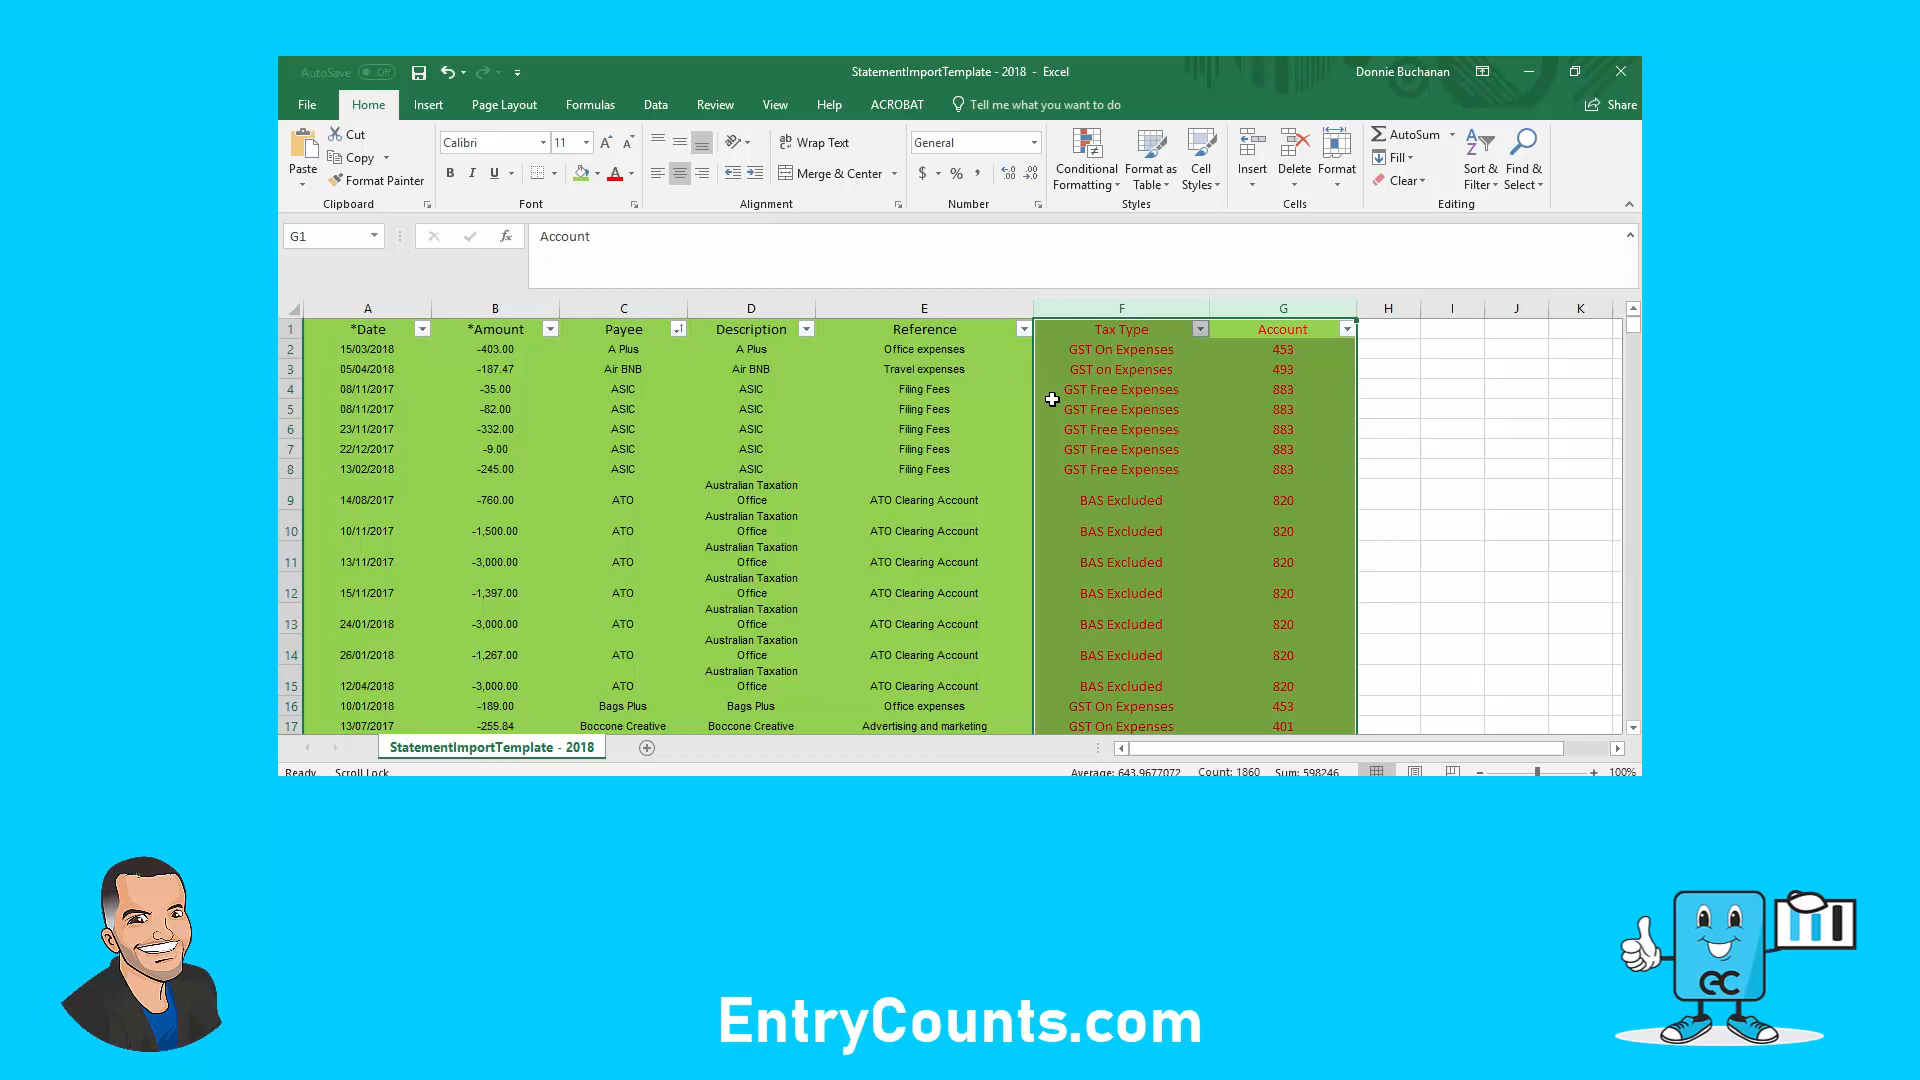 AutoSave Off StatementImportTemplate - 2018 - Excel Donnie Buchanan
File Home Insert Page Layout Formulas Data Review View Help ACROBAT Tell me what you want to do Share
Cut Calibri 11 A A Wrap Text General AutoSum
Copy Fill
Paste Format Painter B I U A Merge & Center $ % , Conditional Formatting Format as Table Cell Styles Insert Delete Format Clear Sort & Filter Find & Select
Clipboard Font Alignment Number Styles Cells Editing
G1 fx Account
A B C D E F G H I J K
1 *Date *Amount Payee Description Reference Tax Type Account
2 15/03/2018 -403.00 A Plus A Plus Office expenses GST On Expenses 453
3 05/04/2018 -187.47 Air BNB Air BNB Travel expenses GST on Expenses 493
4 08/11/2017 -35.00 ASIC ASIC Filing Fees GST Free Expenses 883
5 08/11/2017 -82.00 ASIC ASIC Filing Fees GST Free Expenses 883
6 23/11/2017 -332.00 ASIC ASIC Filing Fees GST Free Expenses 883
7 22/12/2017 -9.00 ASIC ASIC Filing Fees GST Free Expenses 883
8 13/02/2018 -245.00 ASIC ASIC Filing Fees GST Free Expenses 883
9 14/08/2017 -760.00 ATO Australian Taxation Office ATO Clearing Account BAS Excluded 820
10 10/11/2017 -1,500.00 ATO Australian Taxation Office ATO Clearing Account BAS Excluded 820
11 13/11/2017 -3,000.00 ATO Australian Taxation Office ATO Clearing Account BAS Excluded 820
12 15/11/2017 -1,397.00 ATO Australian Taxation Office ATO Clearing Account BAS Excluded 820
13 24/01/2018 -3,000.00 ATO Australian Taxation Office ATO Clearing Account BAS Excluded 820
14 26/01/2018 -1,267.00 ATO Australian Taxation Office ATO Clearing Account BAS Excluded 820
15 12/04/2018 -3,000.00 ATO Australian Taxation Office ATO Clearing Account BAS Excluded 820
16 10/01/2018 -189.00 Bags Plus Bags Plus Office expenses GST On Expenses 453
17 13/07/2017 -255.84 Boccone Creative Boccone Creative Advertising and marketing GST On Expenses 401
StatementImportTemplate - 2018
Ready Scroll Lock Average: 643.9677072 Count: 1860 Sum: 598246 100%
ec
EntryCounts.com